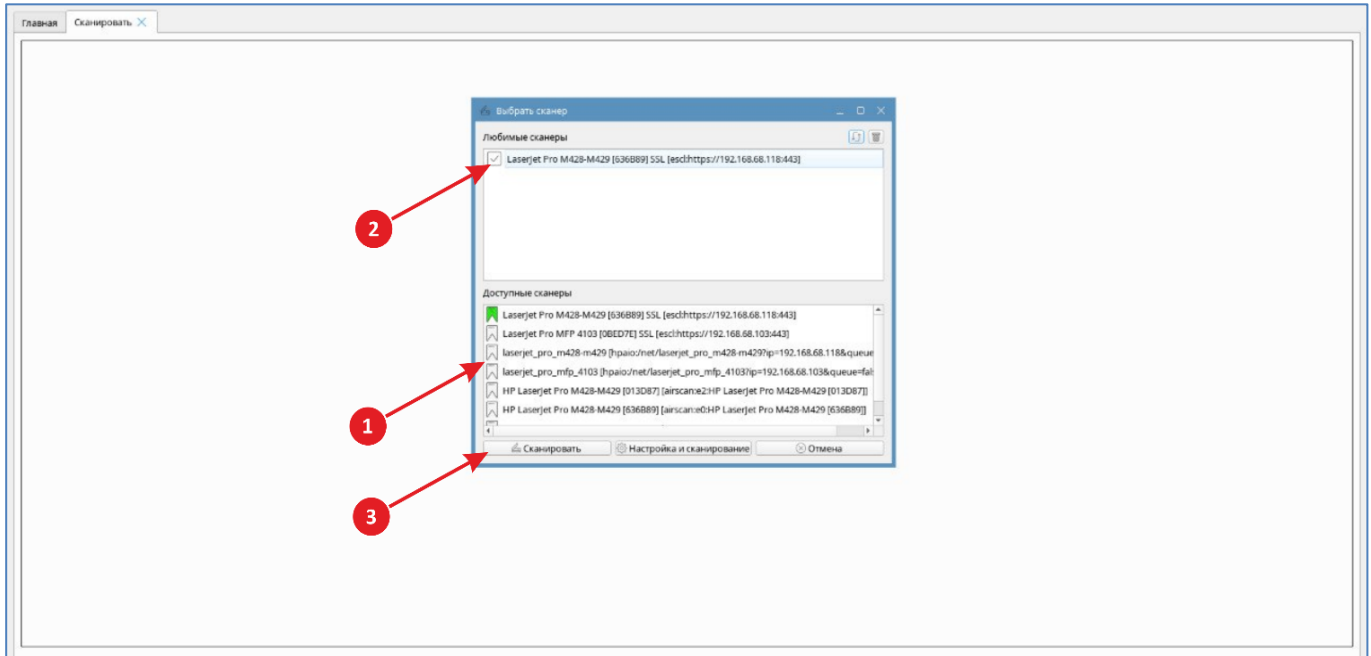 Главная Сканировать
Выбрать сканер
Любимые сканеры
LaserJet Pro M428-M429 [636B89] SSL [escl:https://192.168.68.118:443]
2
Доступные сканеры
LaserJet Pro M428-M429 [636B89] SSL [escl:https://192.168.68.118:443]
LaserJet Pro MFP 4103 [0BED7E] SSL [escl:https://192.168.68.103:443]
laserjet_pro_m428-m429 [hpaio:/net/laserjet_pro_m428-m429?ip=192.168.68.118&queue
laserjet_pro_mfp_4103 [hpaio:/net/laserjet_pro_mfp_4103?ip=192.168.68.103&queue=fal
HP LaserJet Pro M428-M429 [013D87] [airscan:e2:HP LaserJet Pro M428-M429 [013D87]]
HP LaserJet Pro M428-M429 [636B89] [airscan:e0:HP LaserJet Pro M428-M429 [636B89]]
1
Сканировать Настройка и сканирование Отмена
3